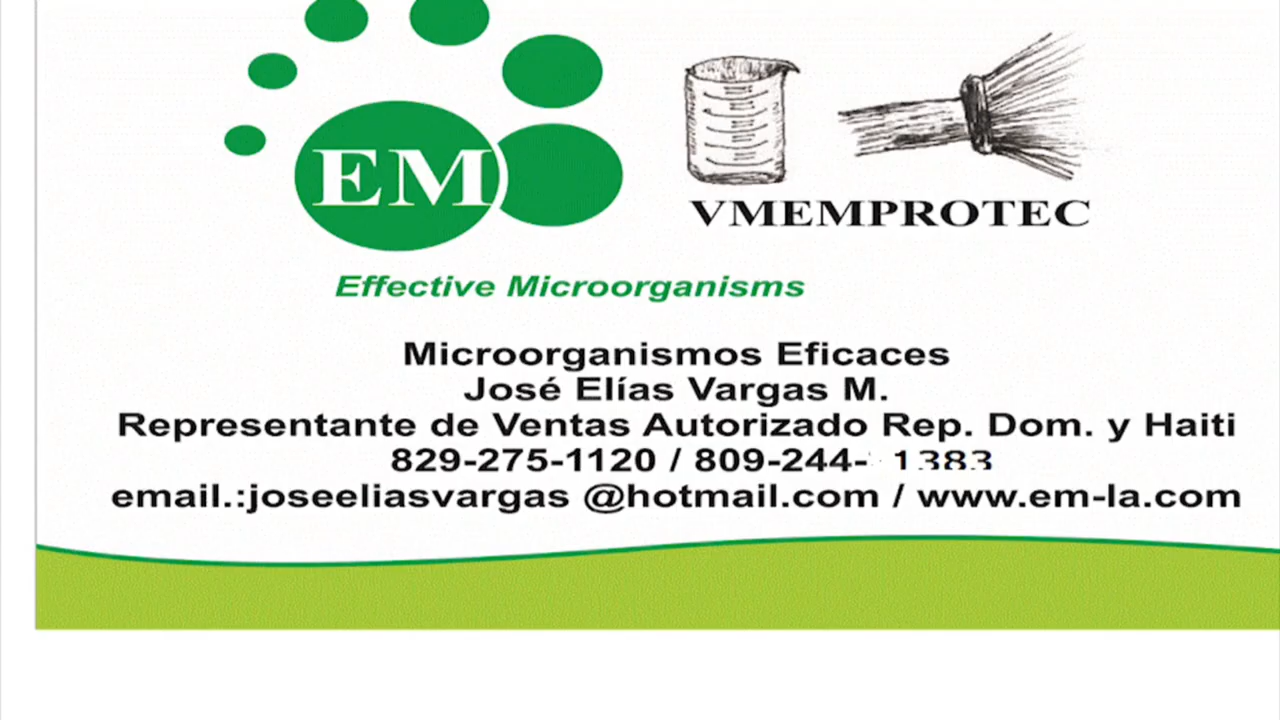 EM
VMEMPROTEC
Effective Microorganisms
Microorganismos Eficaces
José Elías Vargas M.
Representante de Ventas Autorizado Rep. Dom. y Haiti
829-275-1120 / 809-244- 1383
email.:joseeliasvargas @hotmail.com / www.em-la.com